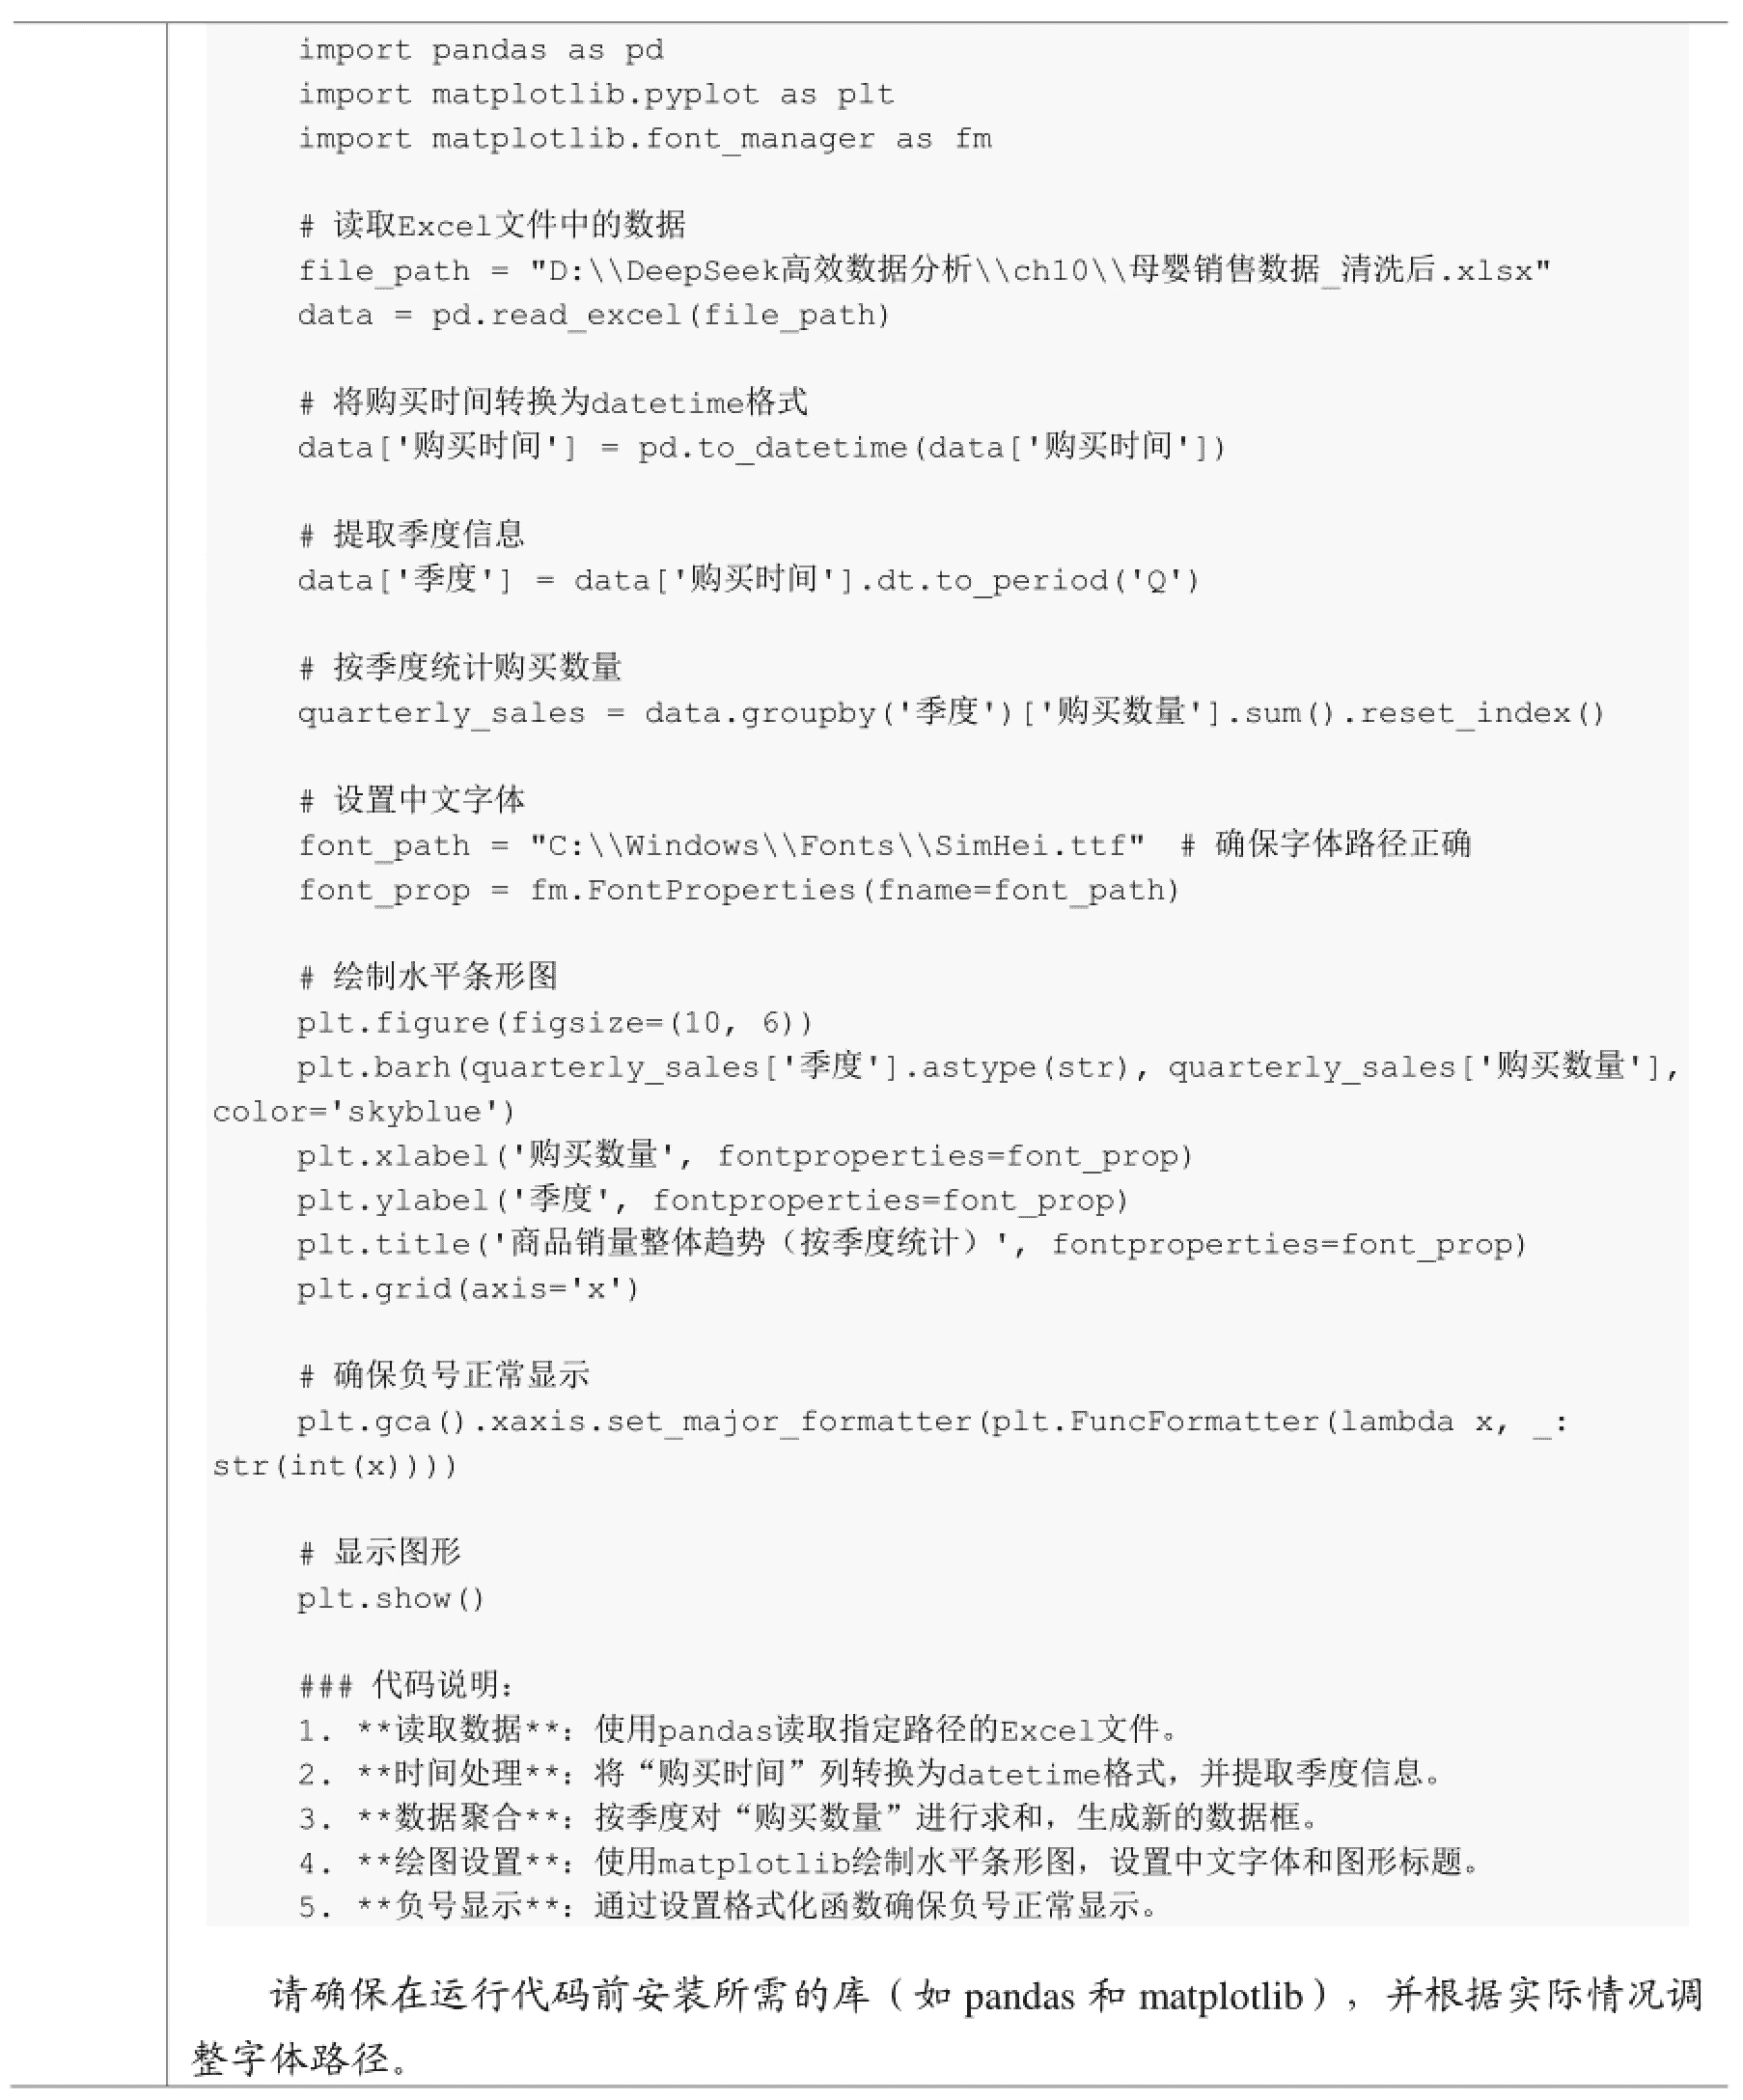 import pandas as pd
import matplotlib.pyplot as plt
import matplotlib.font_manager as fm
# 读取Excel文件中的数据
file_path = "D:\\DeepSeek高效数据分析\\ch10\\母婴销售数据_清洗后.xlsx"
data = pd.read_excel(file_path)
# 将购买时间转换为datetime格式
data['购买时间'] = pd.to_datetime(data['购买时间'])
# 提取季度信息
data['季度'] = data['购买时间'].dt.to_period('Q')
# 按季度统计购买数量
quarterly_sales = data.groupby('季度')['购买数量'].sum().reset_index()
# 设置中文字体
font_path = "C:\\Windows\\Fonts\\SimHei.ttf"  # 确保字体路径正确
font_prop = fm.FontProperties(fname=font_path)
# 绘制水平条形图
plt.figure(figsize=(10, 6))
plt.barh(quarterly_sales['季度'].astype(str), quarterly_sales['购买数量'],
color='skyblue')
plt.xlabel('购买数量', fontproperties=font_prop)
plt.ylabel('季度', fontproperties=font_prop)
plt.title('商品销量整体趋势（按季度统计）', fontproperties=font_prop)
plt.grid(axis='x')
# 确保负号正常显示
plt.gca().xaxis.set_major_formatter(plt.FuncFormatter(lambda x, _:
str(int(x))))
# 显示图形
plt.show()
### 代码说明：
1. **读取数据**：使用pandas读取指定路径的Excel文件。
2. **时间处理**：将“购买时间”列转换为datetime格式，并提取季度信息。
3. **数据聚合**：按季度对“购买数量”进行求和，生成新的数据框。
4. **绘图设置**：使用matplotlib绘制水平条形图，设置中文字体和图形标题。
5. **负号显示**：通过设置格式化函数确保负号正常显示。
请确保在运行代码前安装所需的库（如 pandas 和 matplotlib），并根据实际情况调
整字体路径。